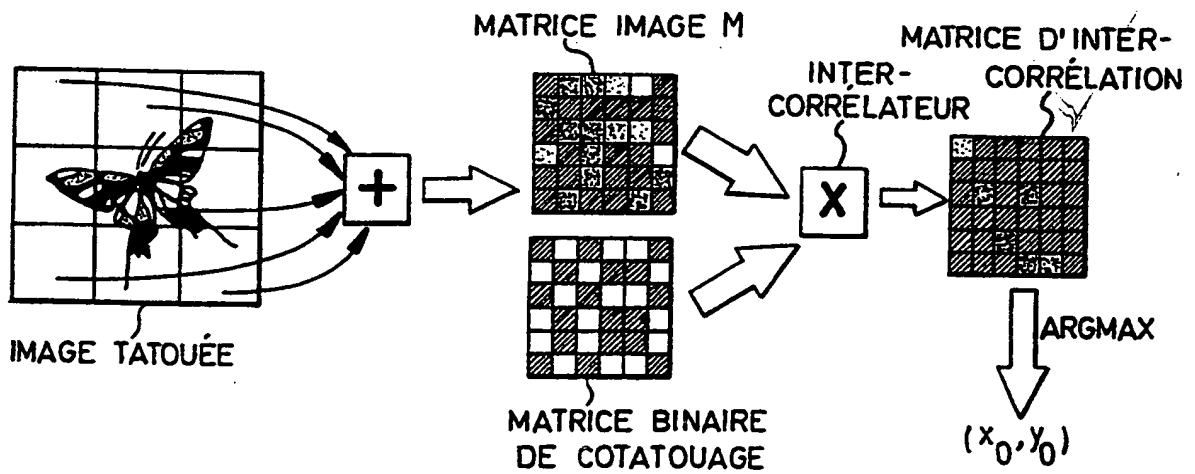 MATRICE IMAGE M
INTER-
CORRÉLATEUR
MATRICE D'INTER-
CORRÉLATION
+
X
IMAGE TATOUÉE
MATRICE BINAIRE
DE COTATOUAGE
ARGMAX
(x₀,y₀)